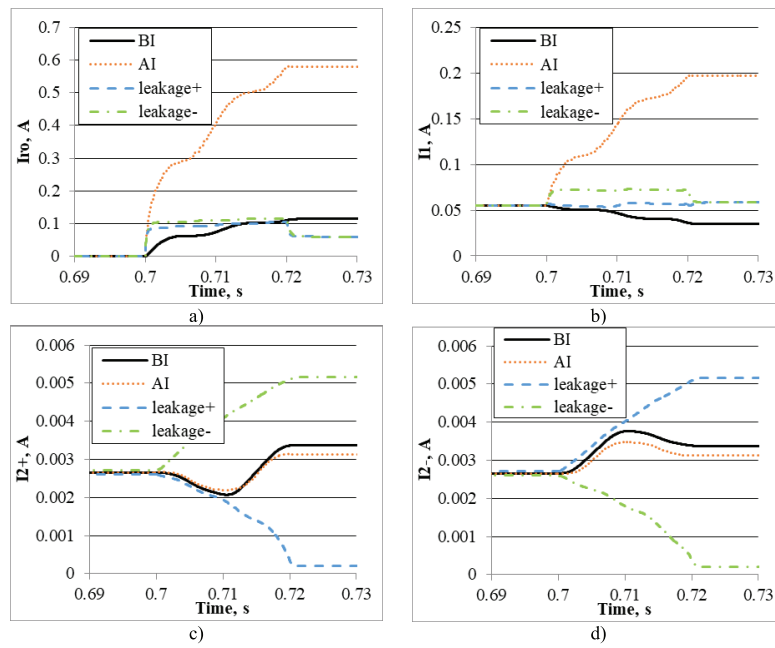 0.7
0.6
0.5
0.4
0.3
0.2
0.1
0
Iro, A
BI
AI
leakage+
leakage-
0.69 0.7 0.71 0.72 0.73
Time, s
a)
0.25
0.2
0.15
0.1
0.05
0
I1, A
BI
AI
leakage+
leakage-
0.69 0.7 0.71 0.72 0.73
Time, s
b)
0.006
0.005
0.004
0.003
0.002
0.001
0
I2+, A
BI
AI
leakage+
leakage-
0.69 0.7 0.71 0.72 0.73
Time, s
c)
0.006
0.005
0.004
0.003
0.002
0.001
0
I2-, A
BI
AI
leakage+
leakage-
0.69 0.7 0.71 0.72 0.73
Time, s
d)